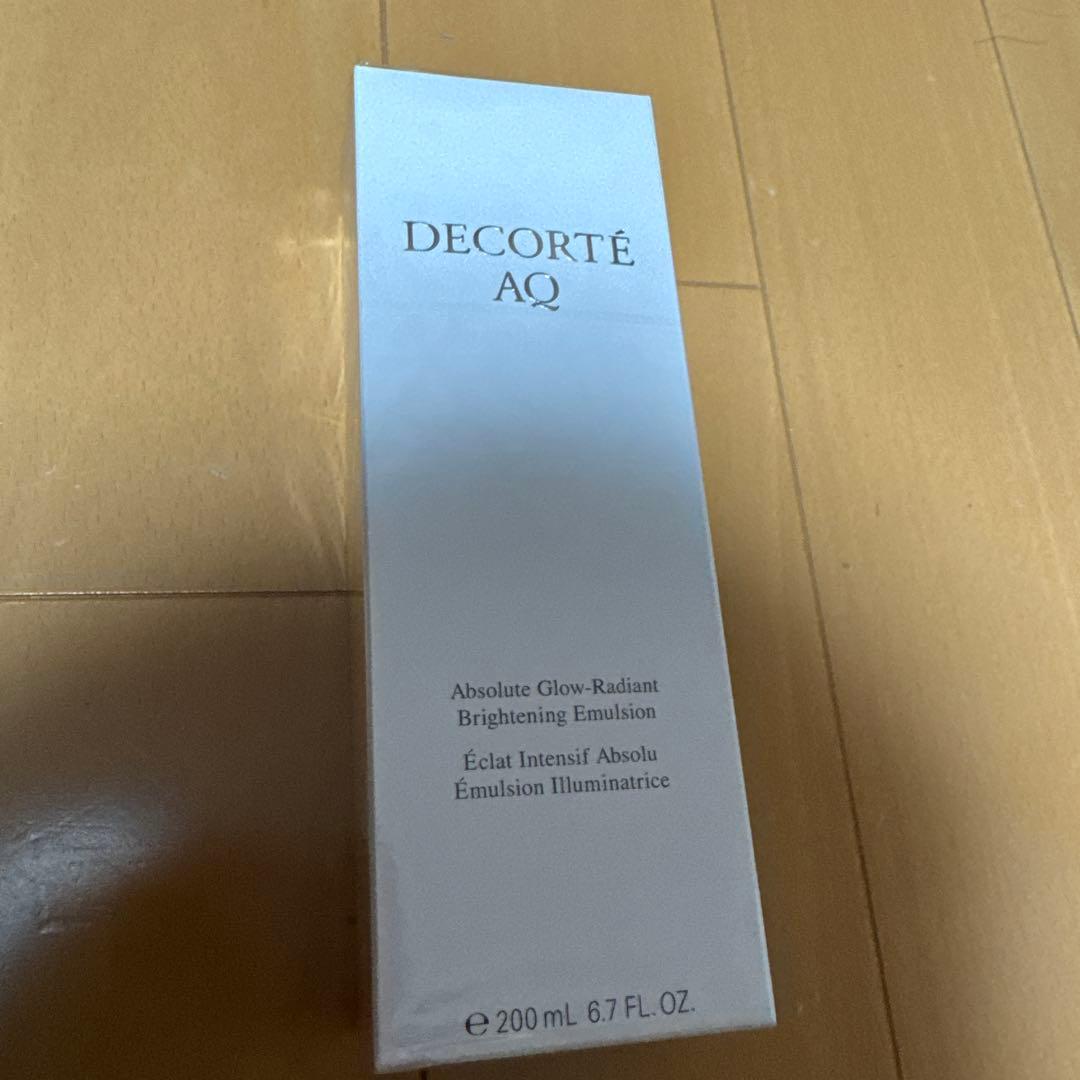 DECORTÉ
AQ
Absolute Glow-Radiant
Brightening Emulsion
Éclat Intensif Absolu
Émulsion Illuminatrice
℮ 200 mL 6.7 FL. OZ.